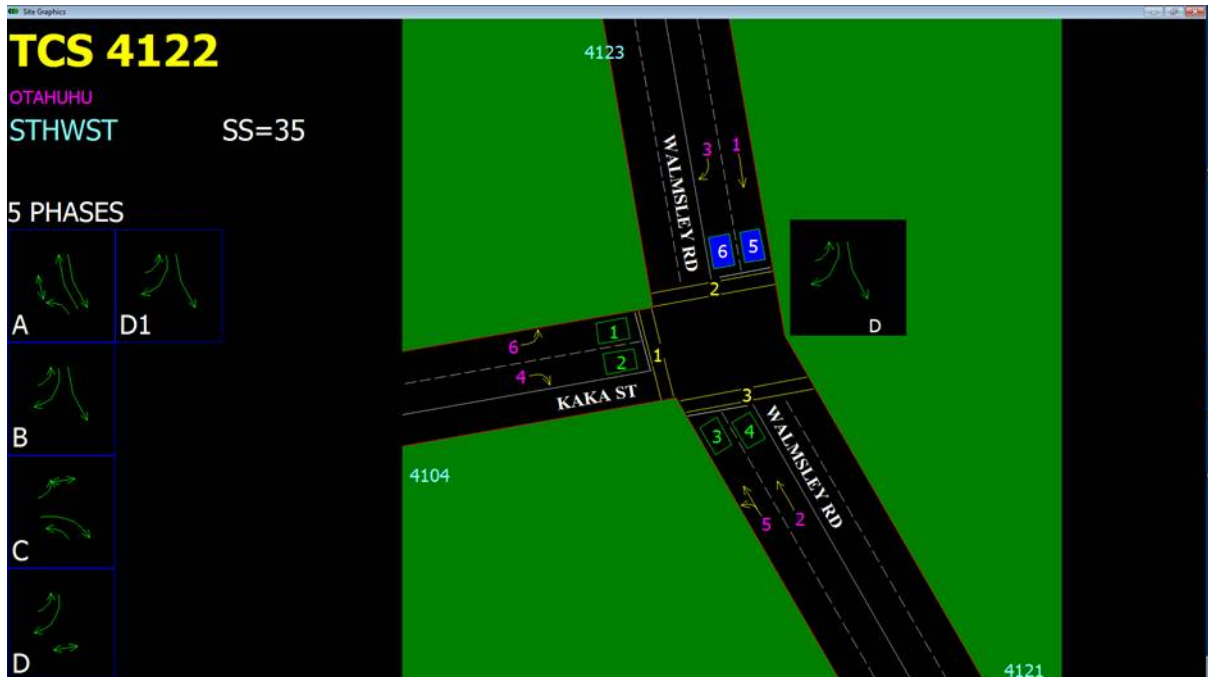 Site Graphics
TCS 4122
OTAHUHU
STHWST SS=35
5 PHASES
A
D1
B
C
D
4123
WALMSLEY RD
3 1
6 5
2
D
6
1
4
2
1
KAKA ST
3
3 4
WALMSLEY RD
4104
5 2
4121